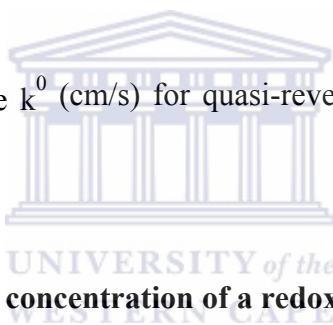 e k⁰ (cm/s) for quasi-reve
UNIVERSITY of the
concentration of a redox
WESTERN CAPE